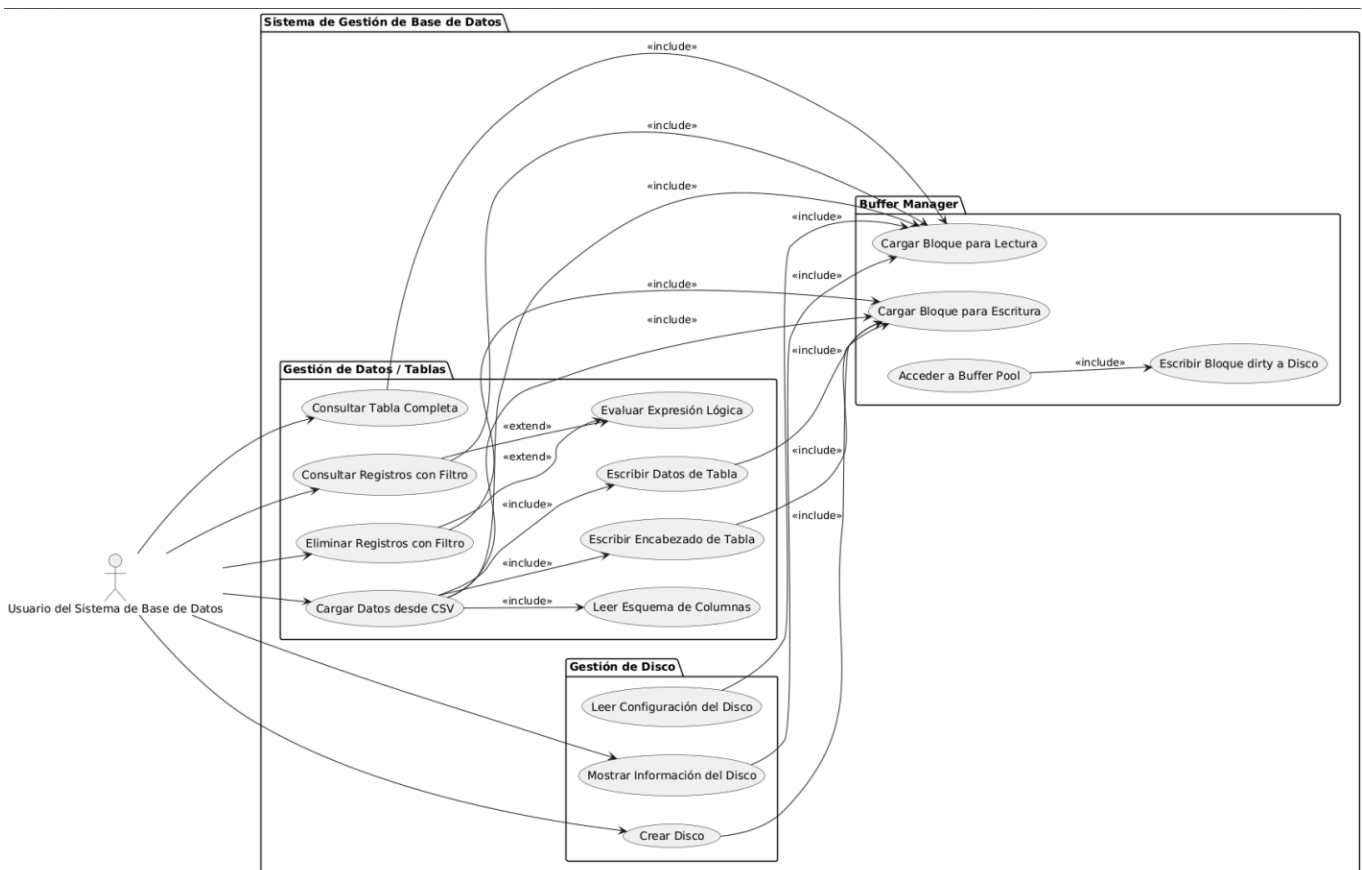 Sistema de Gestión de Base de Datos
«include»
«include»
«include»
Buffer Manager
«include»
Cargar Bloque para Lectura
«include»
Cargar Bloque para Escritura
«include»
«include»
Acceder a Buffer Pool
«include»
Escribir Bloque dirty a Disco
Gestión de Datos / Tablas
Consultar Tabla Completa
Evaluar Expresión Lógica
«extend»
Consultar Registros con Filtro
«extend»
Escribir Datos de Tabla
«include»
«include»
Eliminar Registros con Filtro
Escribir Encabezado de Tabla
«include»
«include»
Cargar Datos desde CSV
«include»
Leer Esquema de Columnas
Usuario del Sistema de Base de Datos
Gestión de Disco
Leer Configuración del Disco
Mostrar Información del Disco
Crear Disco